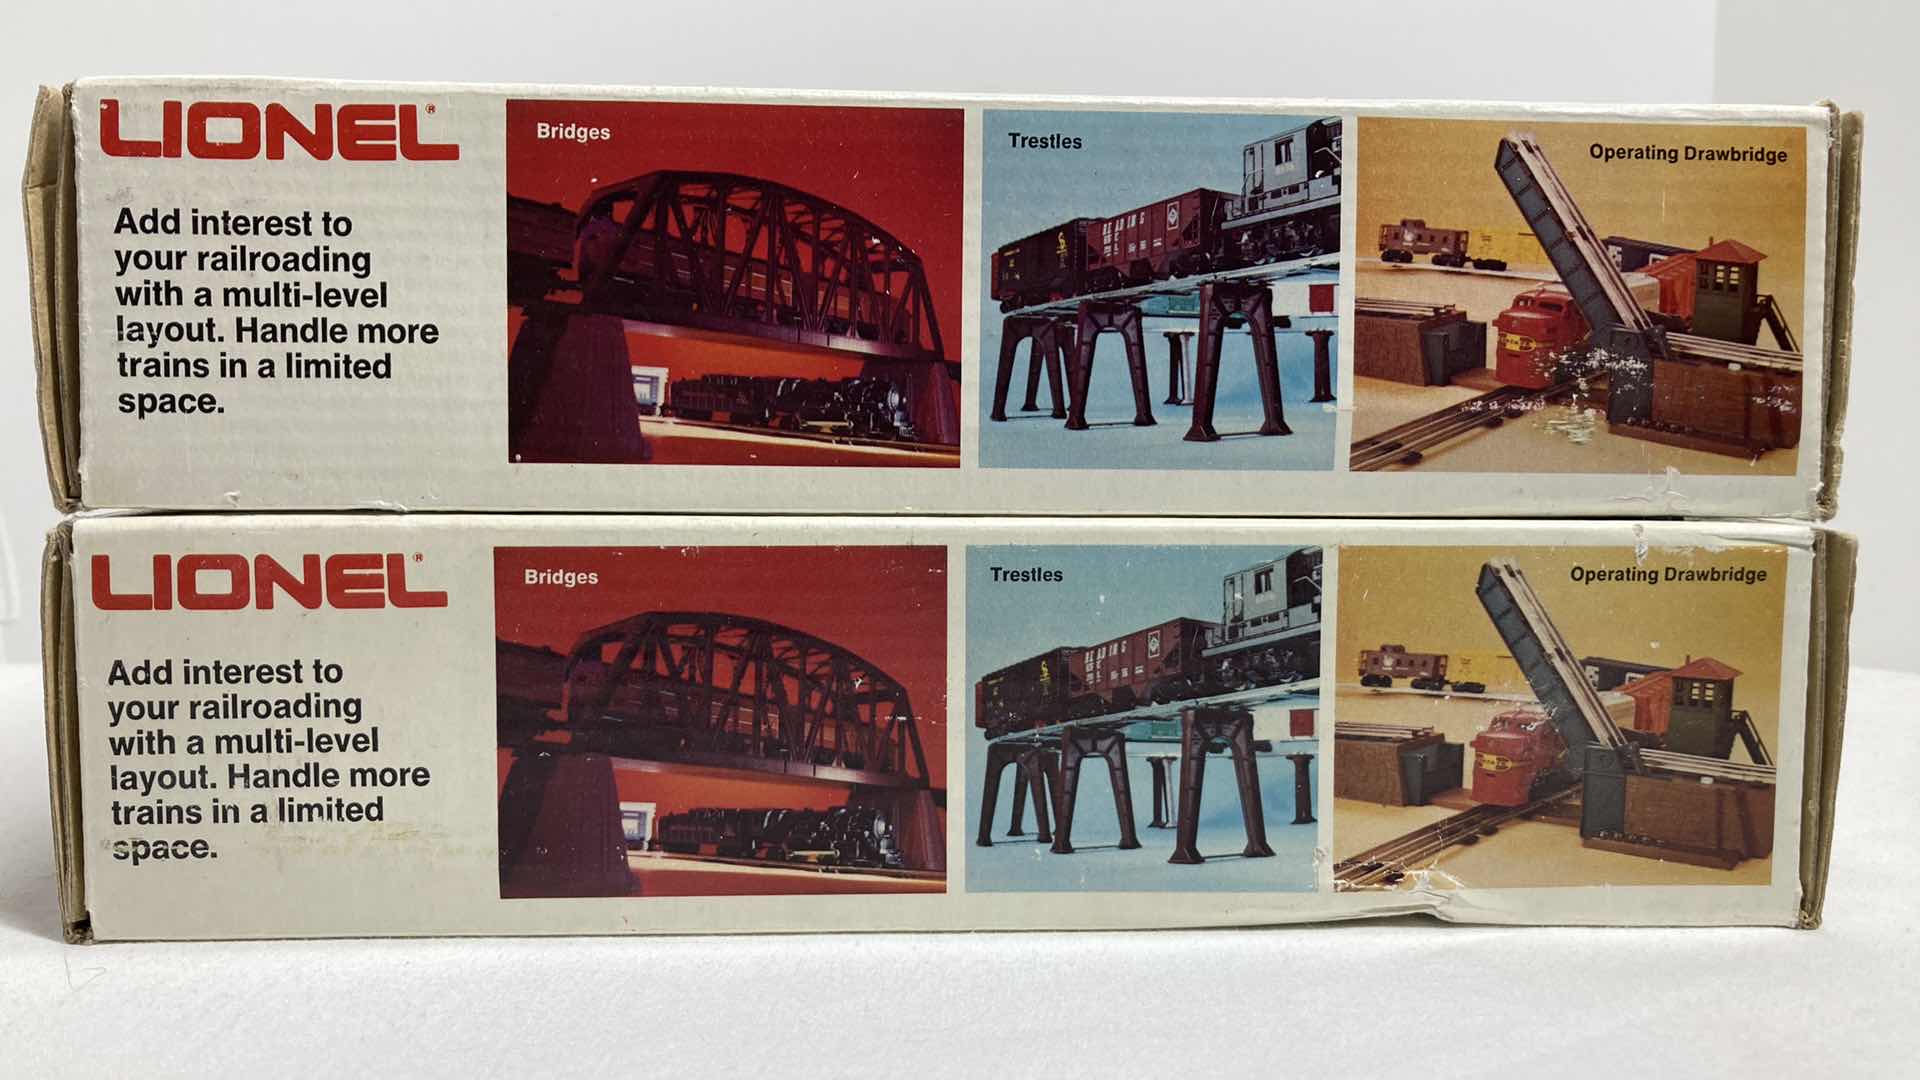 LIONEL®
Add interest to
your railroading
with a multi-level
layout. Handle more
trains in a limited
space.
Bridges
Trestles
READING
Operating Drawbridge
LIONEL®
Add interest to
your railroading
with a multi-level
layout. Handle more
trains in a limited
space.
Bridges
Trestles
READING
Operating Drawbridge